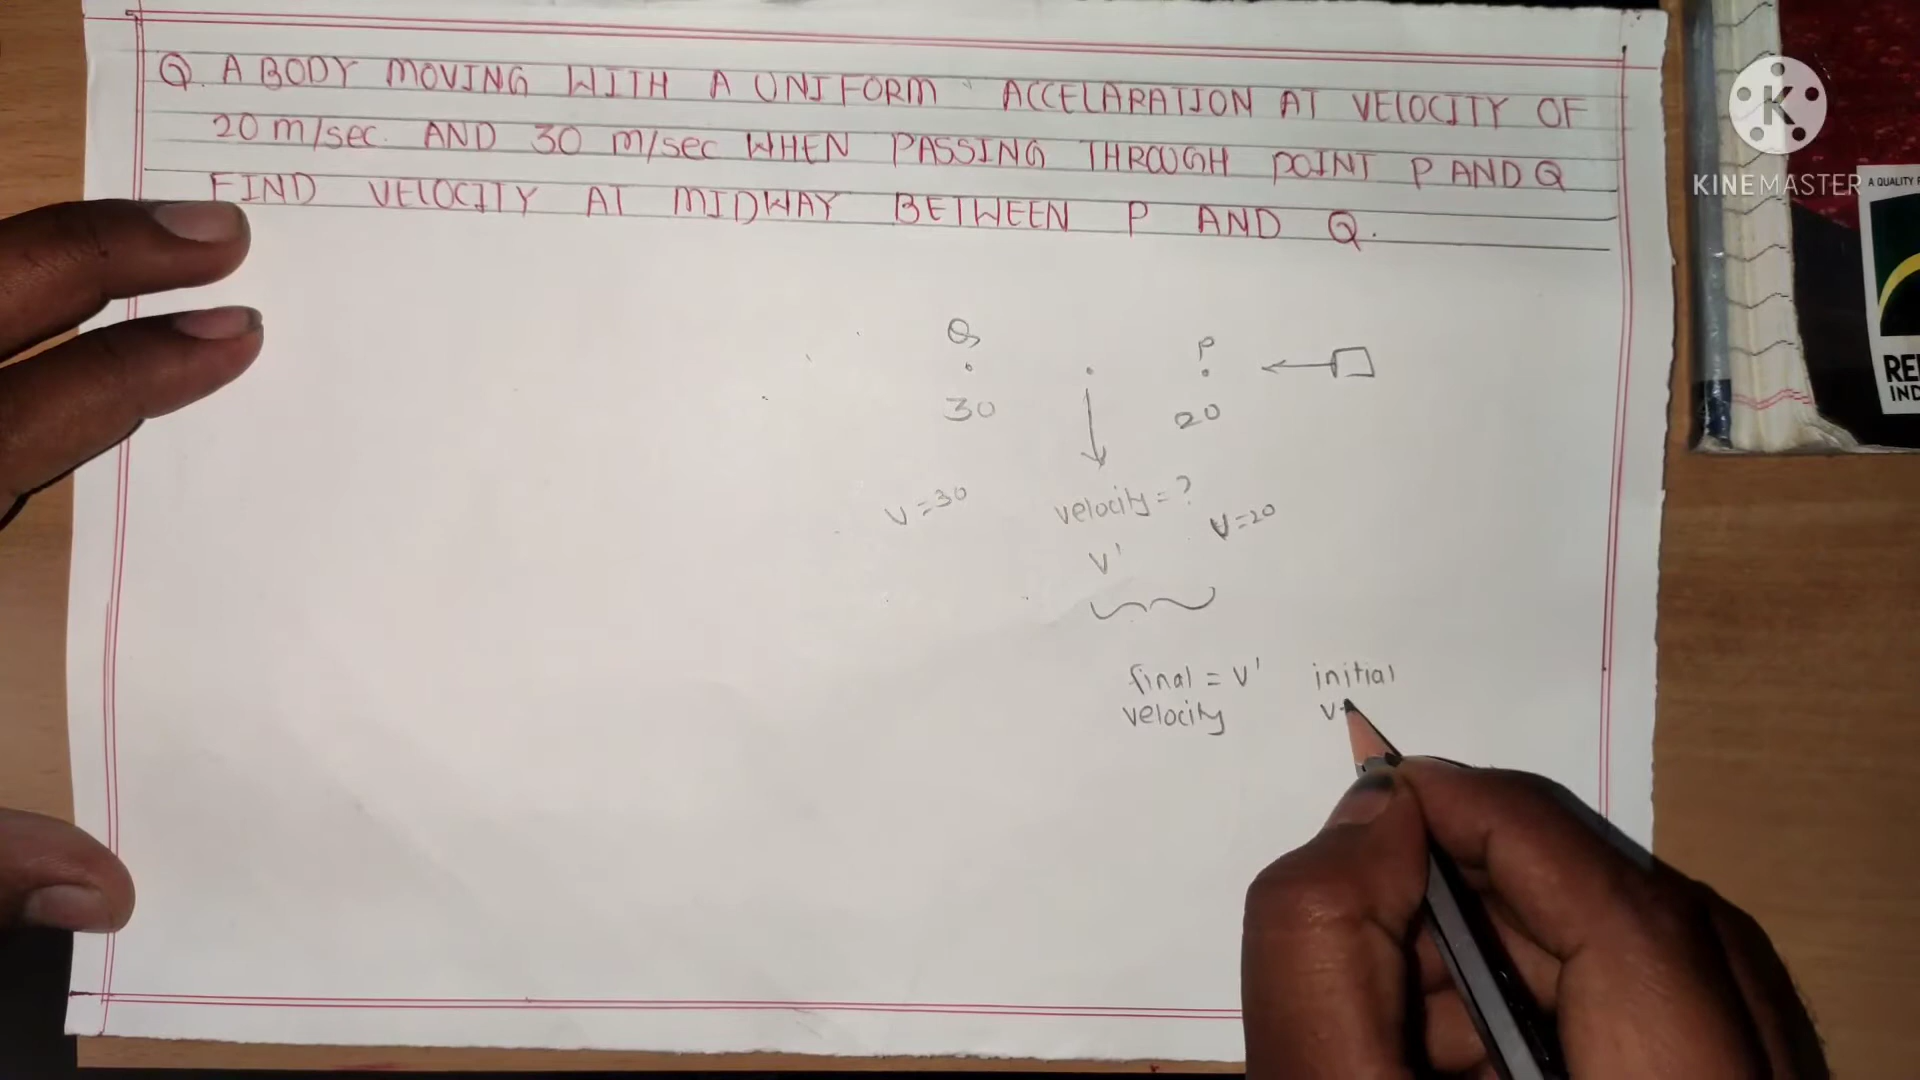 Q. A BODY MOVING WITH A UNIFORM ACCELARATION AT VELOCITY OF
20 m/sec. AND 30 m/sec WHEN PASSING THROUGH POINT P AND Q
FIND VELOCITY AT MIDWAY BETWEEN P AND Q.
KINEMASTER
A QUALITY
Q P
30 20
V=30 velocity=? V=20
V'
final = V' initial
velocity